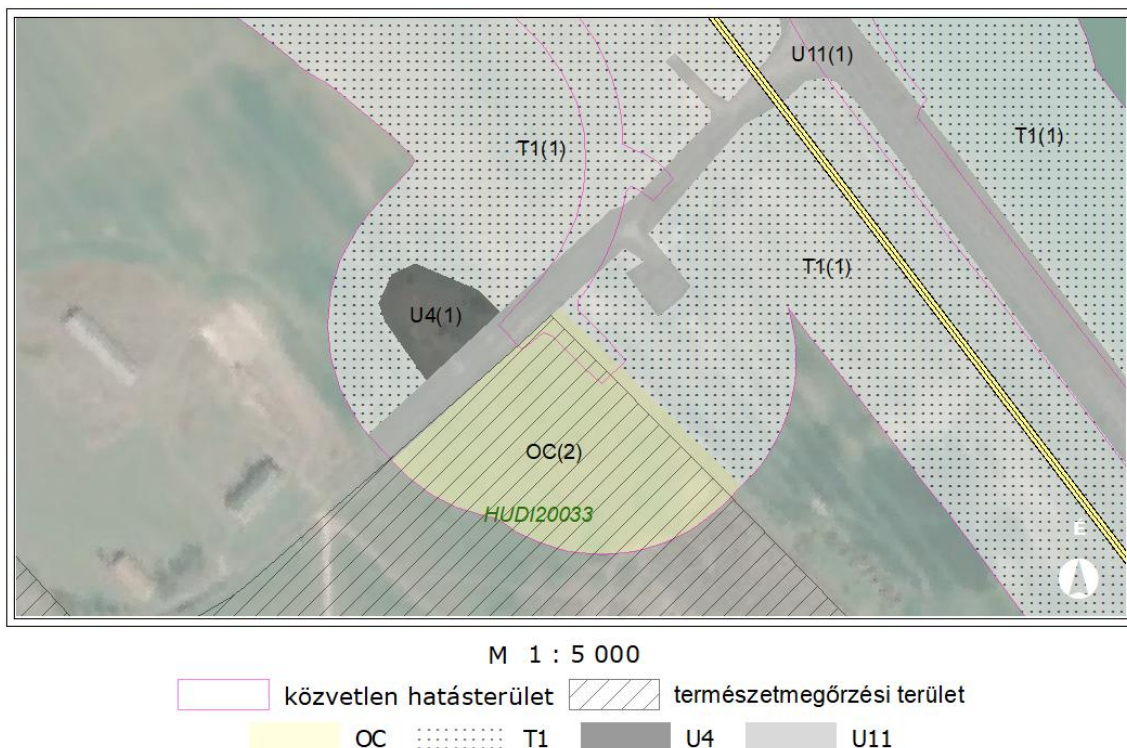 U11(1)
T1(1)
T1(1)
T1(1)
U4(1)
OC(2)
HUDI20033
É
M 1 : 5 000
közvetlen hatásterület
természetmegőrzési terület
OC
T1
U4
U11